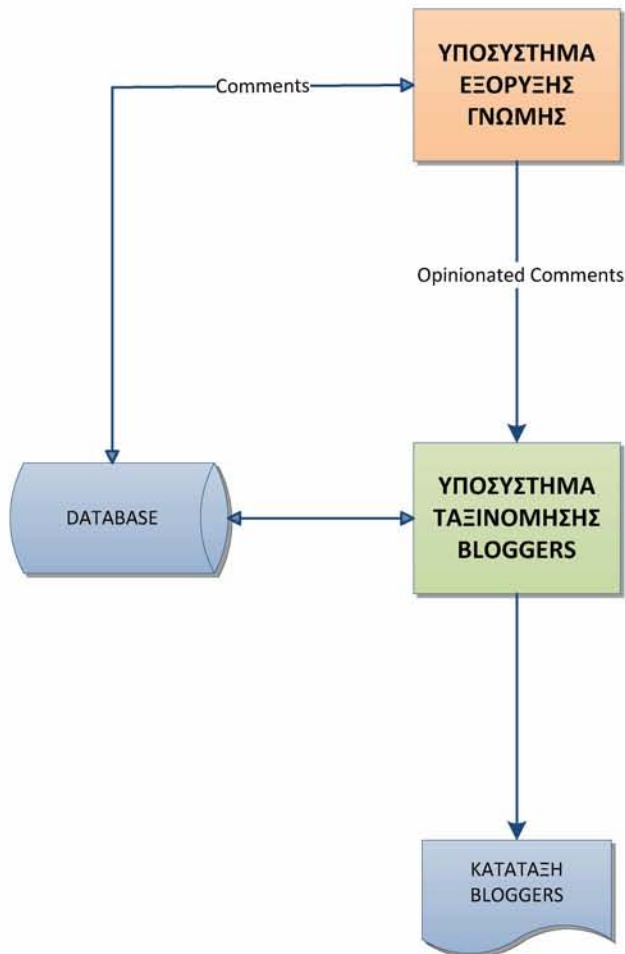 ΥΠΟΣΥΣΤΗΜΑ
ΕΞΟΡΥΞΗΣ
ΓΝΩΜΗΣ
Comments
Opinionated Comments
DATABASE
ΥΠΟΣΥΣΤΗΜΑ
ΤΑΞΙΝΟΜΗΣΗΣ
BLOGGERS
ΚΑΤΑΤΑΞΗ
BLOGGERS